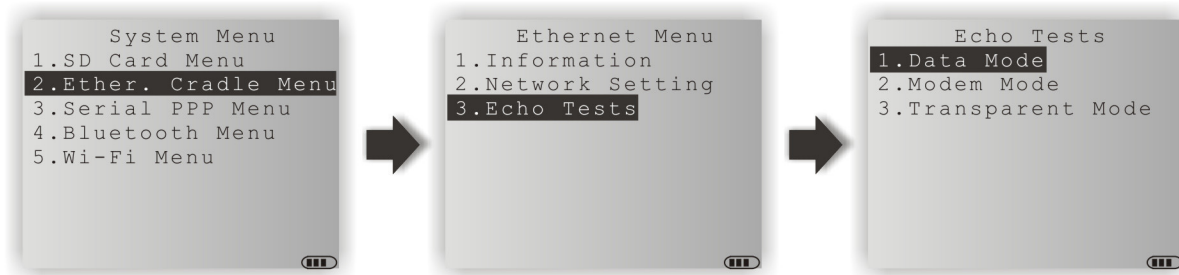 System Menu
1.SD Card Menu
2.Ether. Cradle Menu
3.Serial PPP Menu
4.Bluetooth Menu
5.Wi-Fi Menu
Ethernet Menu
1.Information
2.Network Setting
3.Echo Tests
Echo Tests
1.Data Mode
2.Modem Mode
3.Transparent Mode